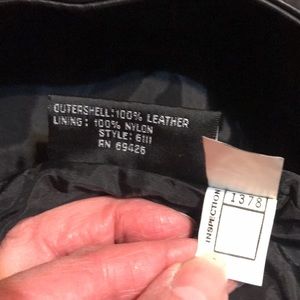 OUTERSHELL: 100% LEATHER
LINING: 100% NYLON
STYLE: 6111
RN 69426
INSPECTION
1378